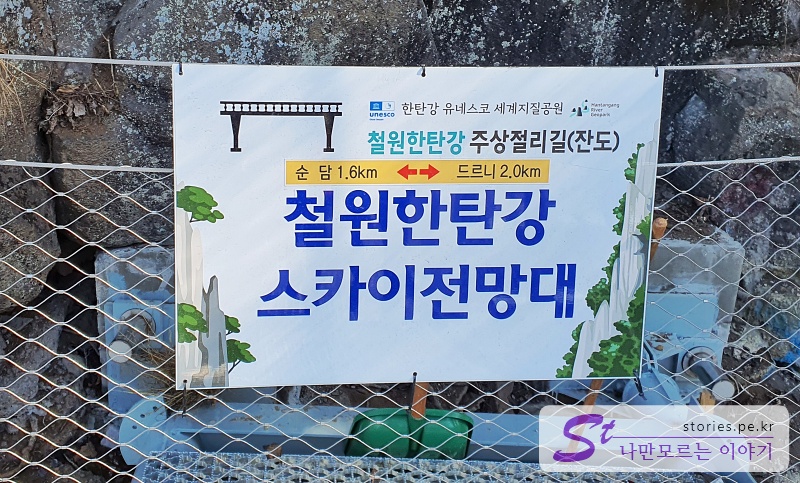 unesco
한탄강 유네스코 세계지질공원
Hantangang
River
Geopark
철원한탄강 주상절리길(잔도)
순 담 1.6km
드르니 2.0km
철원한탄강
스카이전망대
St
stories.pe.kr
나만모르는 이야기